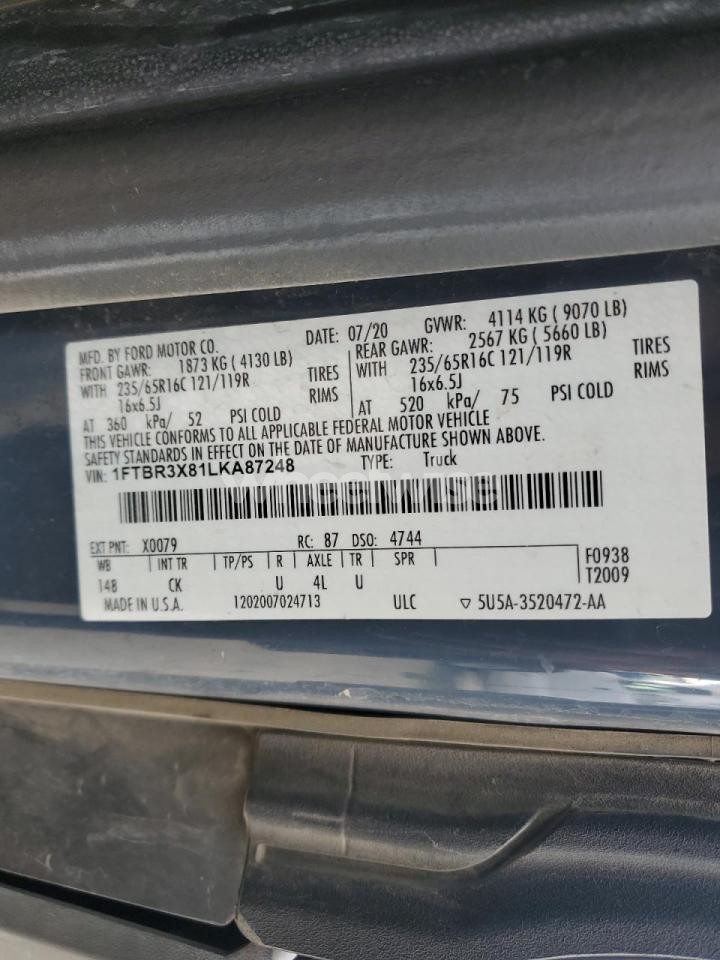 MFD. BY FORD MOTOR CO. DATE: 07/20 GVWR: 4114 KG ( 9070 LB)
FRONT GAWR: 1873 KG ( 4130 LB) REAR GAWR: 2567 KG ( 5660 LB)
WITH 235/65R16C 121/119R TIRES WITH 235/65R16C 121/119R TIRES
16x6.5J RIMS 16x6.5J RIMS
AT 360 kPa/ 52 PSI COLD AT 520 kPa/ 75 PSI COLD
THIS VEHICLE CONFORMS TO ALL APPLICABLE FEDERAL MOTOR VEHICLE
SAFETY STANDARDS IN EFFECT ON THE DATE OF MANUFACTURE SHOWN ABOVE.
VIN: 1FTBR3X81LKA87248 TYPE: Truck
EXT PNT: X0079 RC: 87 DSO: 4744
WB INT TR TP/PS R AXLE TR SPR F0938
148 CK U 4L U T2009
MADE IN U.S.A. 1202007024713 ULC ▽ 5U5A-3520472-AA